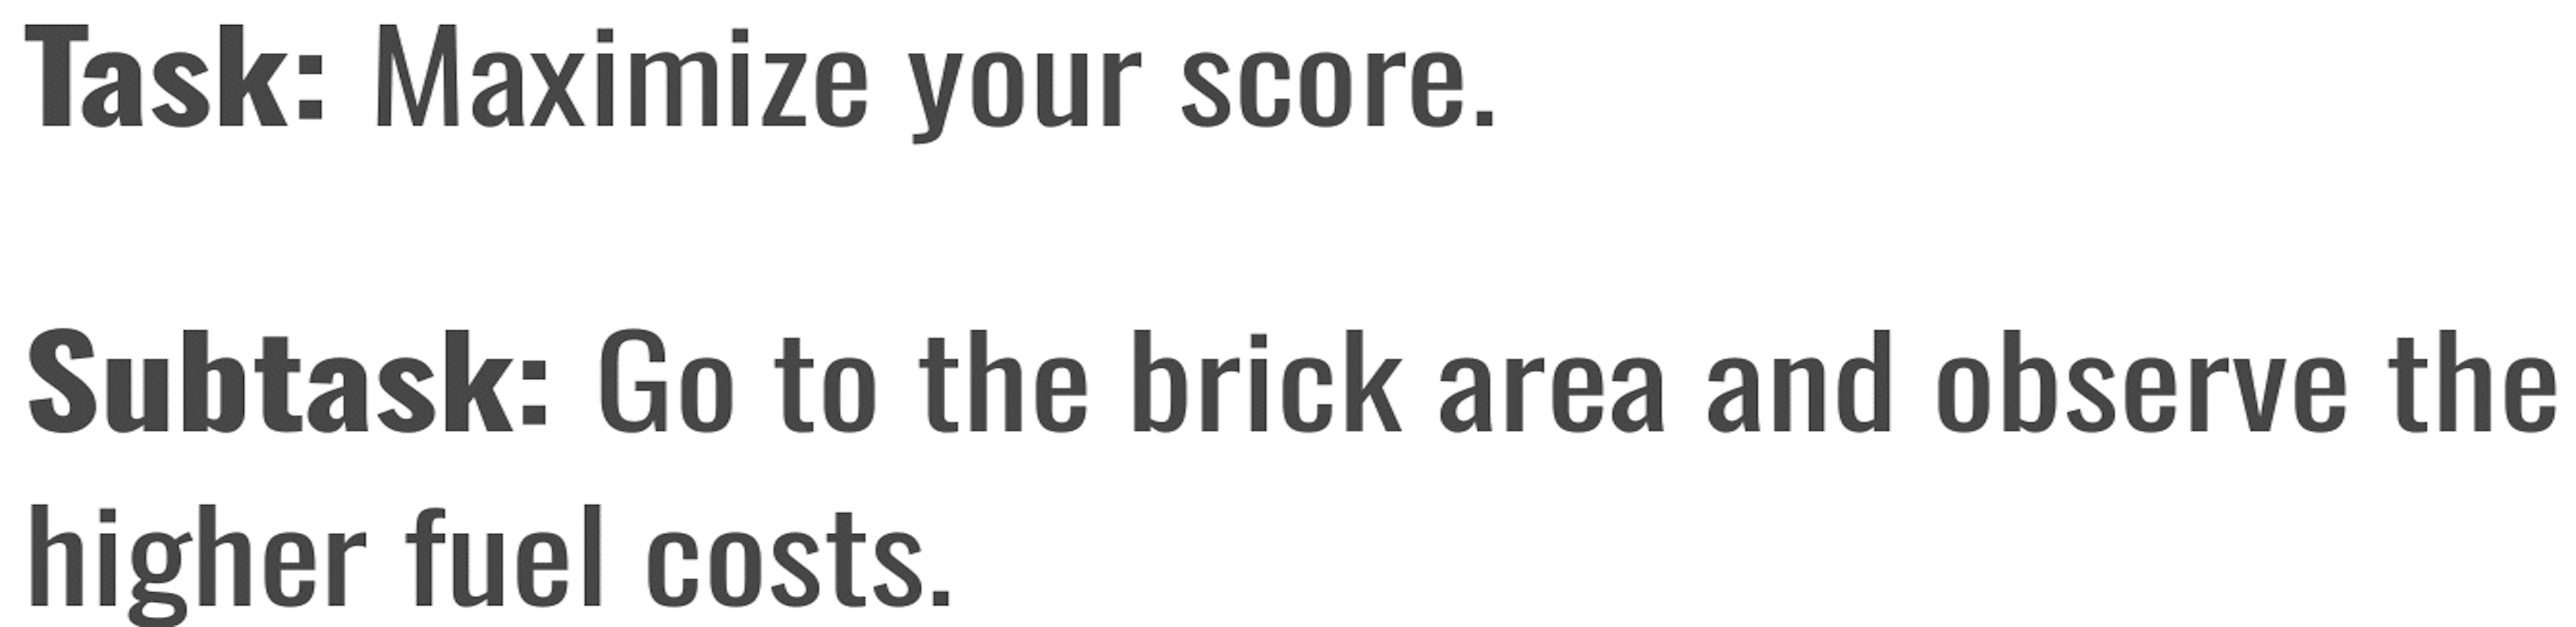 Task: Maximize your score.
Subtask: Go to the brick area and observe the
higher fuel costs.